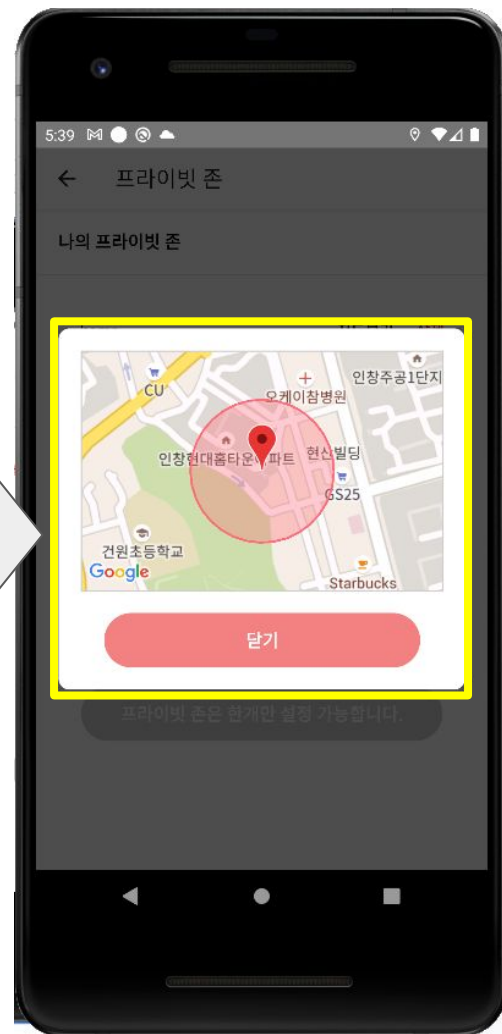 5:39
프라이빗 존
나의 프라이빗 존
CU
오케이참병원
인창주공1단지
인창현대홈타운아파트
현산빌딩
GS25
건원초등학교
Google
Starbucks
닫기
프라이빗 존은 한개만 설정 가능합니다.